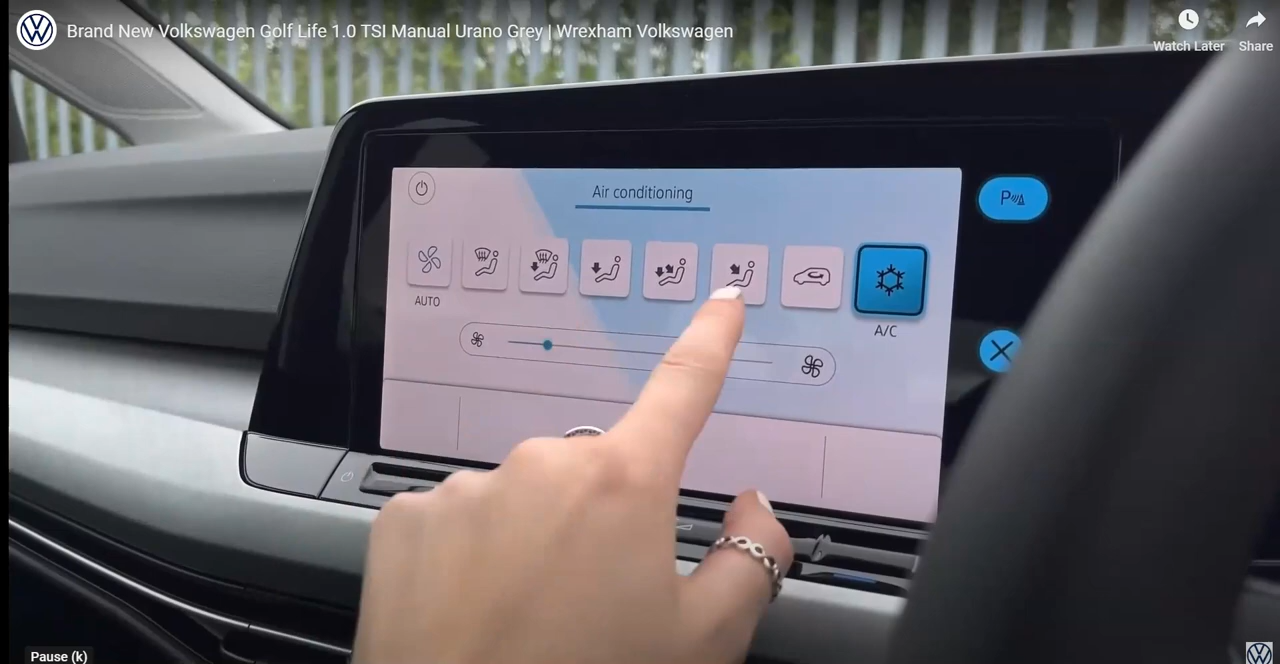 Brand New Volkswagen Golf Life 1.0 TSI Manual Urano Grey | Wrexham Volkswagen
Watch Later
Share
Air conditioning
P
AUTO
A/C
Pause (k)